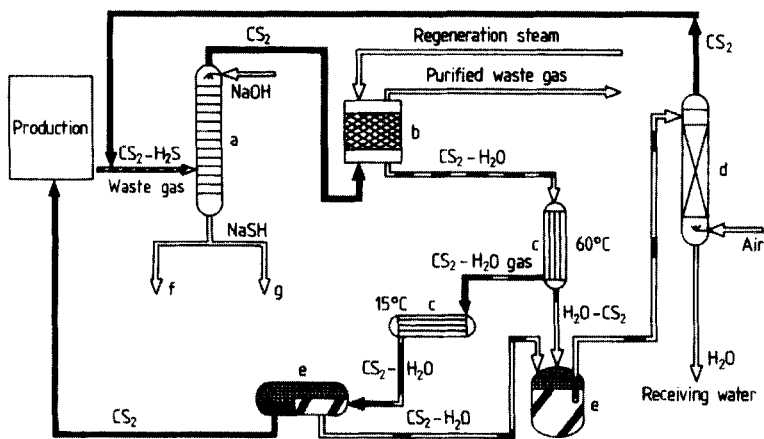 CS₂
Regeneration steam
CS₂
Purified waste gas
NaOH
Production
a
b
CS₂-H₂S
Waste gas
CS₂-H₂O
d
NaSH
c
60°C
Air
CS₂-H₂O gas
f
g
15°C
c
H₂O-CS₂
CS₂-H₂O
H₂O
e
Receiving water
e
CS₂
CS₂-H₂O